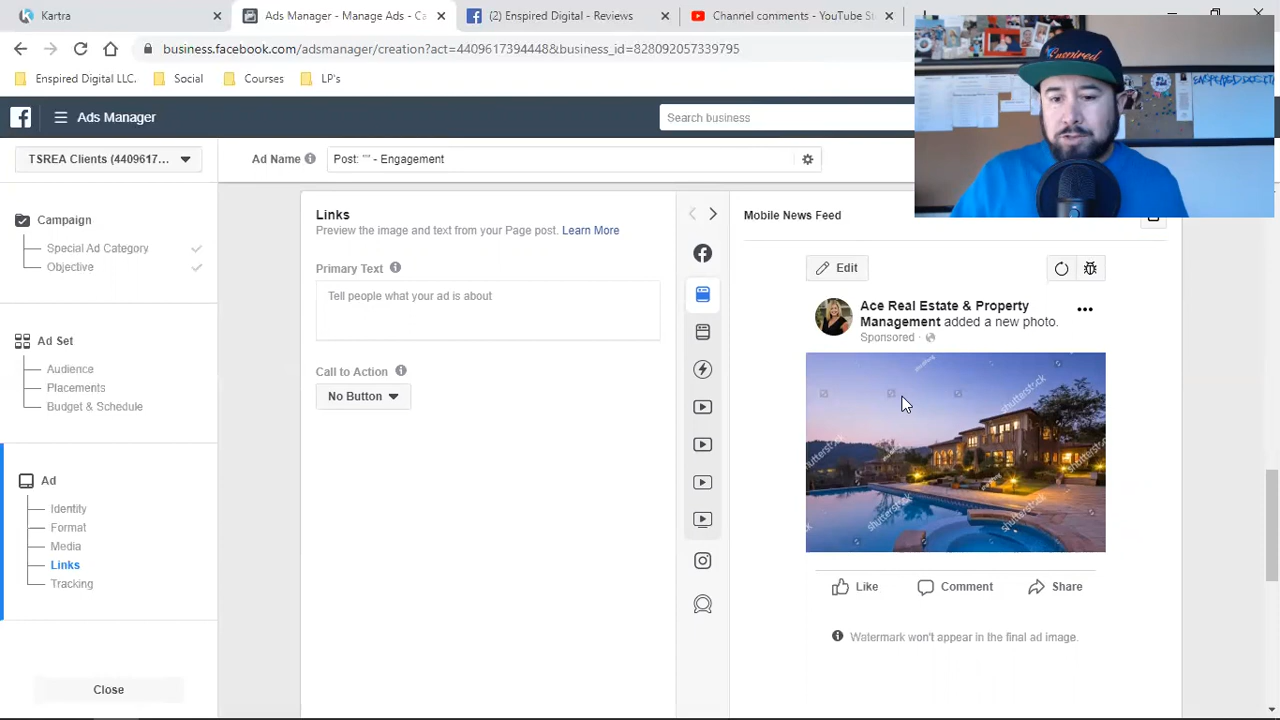 Kartra
Ads Manager - Manage Ads - Ca
(2) Enspired Digital - Reviews
Channel comments - YouTube St
business.facebook.com/adsmanager/creation?act=4409617394448&business_id=828092057339795
Enspired Digital LLC.
Social
Courses
LP's
Ads Manager
Search business
TSREA Clients (4409617...
Ad Name
Post: "" - Engagement
Campaign
Special Ad Category
Objective
Ad Set
Audience
Placements
Budget & Schedule
Ad
Identity
Format
Media
Links
Tracking
Close
Links
Preview the image and text from your Page post. Learn More
Primary Text
Tell people what your ad is about
Call to Action
No Button
Mobile News Feed
Edit
Ace Real Estate & Property
Management added a new photo.
Sponsored ·
shutterstock
shutterstock
shutterstock
shutterstock
Like
Comment
Share
Watermark won't appear in the final ad image.